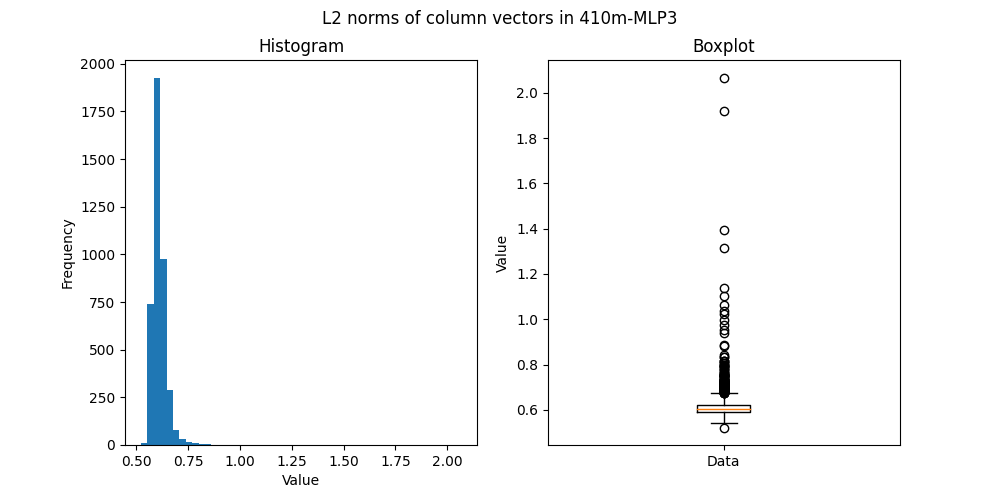 L2 norms of column vectors in 410m-MLP3
Histogram
Frequency
2000
1750
1500
1250
1000
750
500
250
0
0.50 0.75 1.00 1.25 1.50 1.75 2.00
Value
Boxplot
Value
2.0
1.8
1.6
1.4
1.2
1.0
0.8
0.6
Data